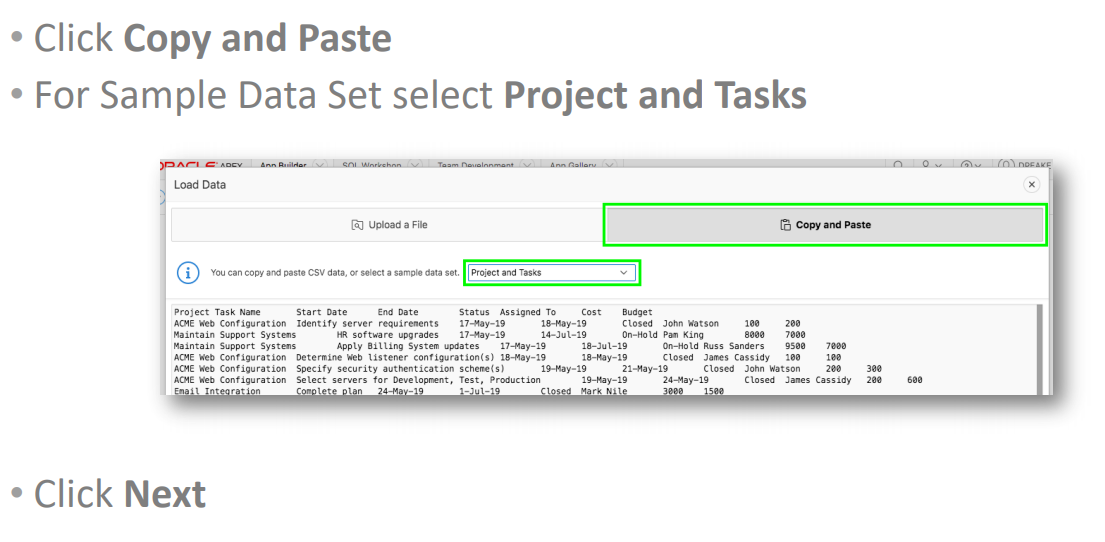 • Click Copy and Paste
• For Sample Data Set select Project and Tasks
ORACLE APEX App Builder SQL Workshop Team Development App Gallery DPEAKE
Load Data
Upload a File
Copy and Paste
You can copy and paste CSV data, or select a sample data set. Project and Tasks
Project Task Name Start Date End Date Status Assigned To Cost Budget
ACME Web Configuration Identify server requirements 17-May-19 18-May-19 Closed John Watson 100 200
Maintain Support Systems HR software upgrades 17-May-19 14-Jul-19 On-Hold Pam King 8000 7000
Maintain Support Systems Apply Billing System updates 17-May-19 18-Jul-19 On-Hold Russ Sanders 9500 7000
ACME Web Configuration Determine Web listener configuration(s) 18-May-19 18-May-19 Closed James Cassidy 100 100
ACME Web Configuration Specify security authentication scheme(s) 19-May-19 21-May-19 Closed John Watson 200 300
ACME Web Configuration Select servers for Development, Test, Production 19-May-19 24-May-19 Closed James Cassidy 200 600
Email Integration Complete plan 24-May-19 1-Jul-19 Closed Mark Nile 3000 1500
• Click Next